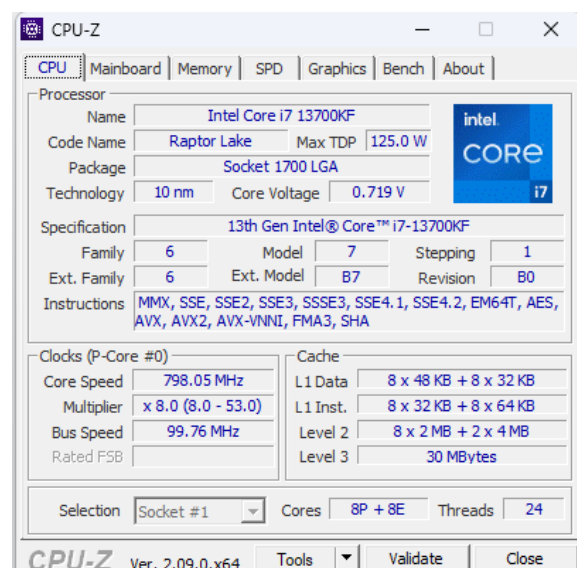 CPU-Z
CPU Mainboard Memory SPD Graphics Bench About
Processor
Name Intel Core i7 13700KF
Code Name Raptor Lake Max TDP 125.0 W
Package Socket 1700 LGA
Technology 10 nm Core Voltage 0.719 V
intel
CORe
i7
Specification 13th Gen Intel® Core™ i7-13700KF
Family 6 Model 7 Stepping 1
Ext. Family 6 Ext. Model B7 Revision B0
Instructions MMX, SSE, SSE2, SSE3, SSSE3, SSE4.1, SSE4.2, EM64T, AES,
AVX, AVX2, AVX-VNNI, FMA3, SHA
Clocks (P-Core #0)
Core Speed 798.05 MHz
Multiplier x 8.0 (8.0 - 53.0)
Bus Speed 99.76 MHz
Rated FSB
Cache
L1 Data 8 x 48 KB + 8 x 32 KB
L1 Inst. 8 x 32 KB + 8 x 64 KB
Level 2 8 x 2 MB + 2 x 4 MB
Level 3 30 MBytes
Selection Socket #1 Cores 8P + 8E Threads 24
CPU-Z Ver. 2.09.0.x64 Tools Validate Close